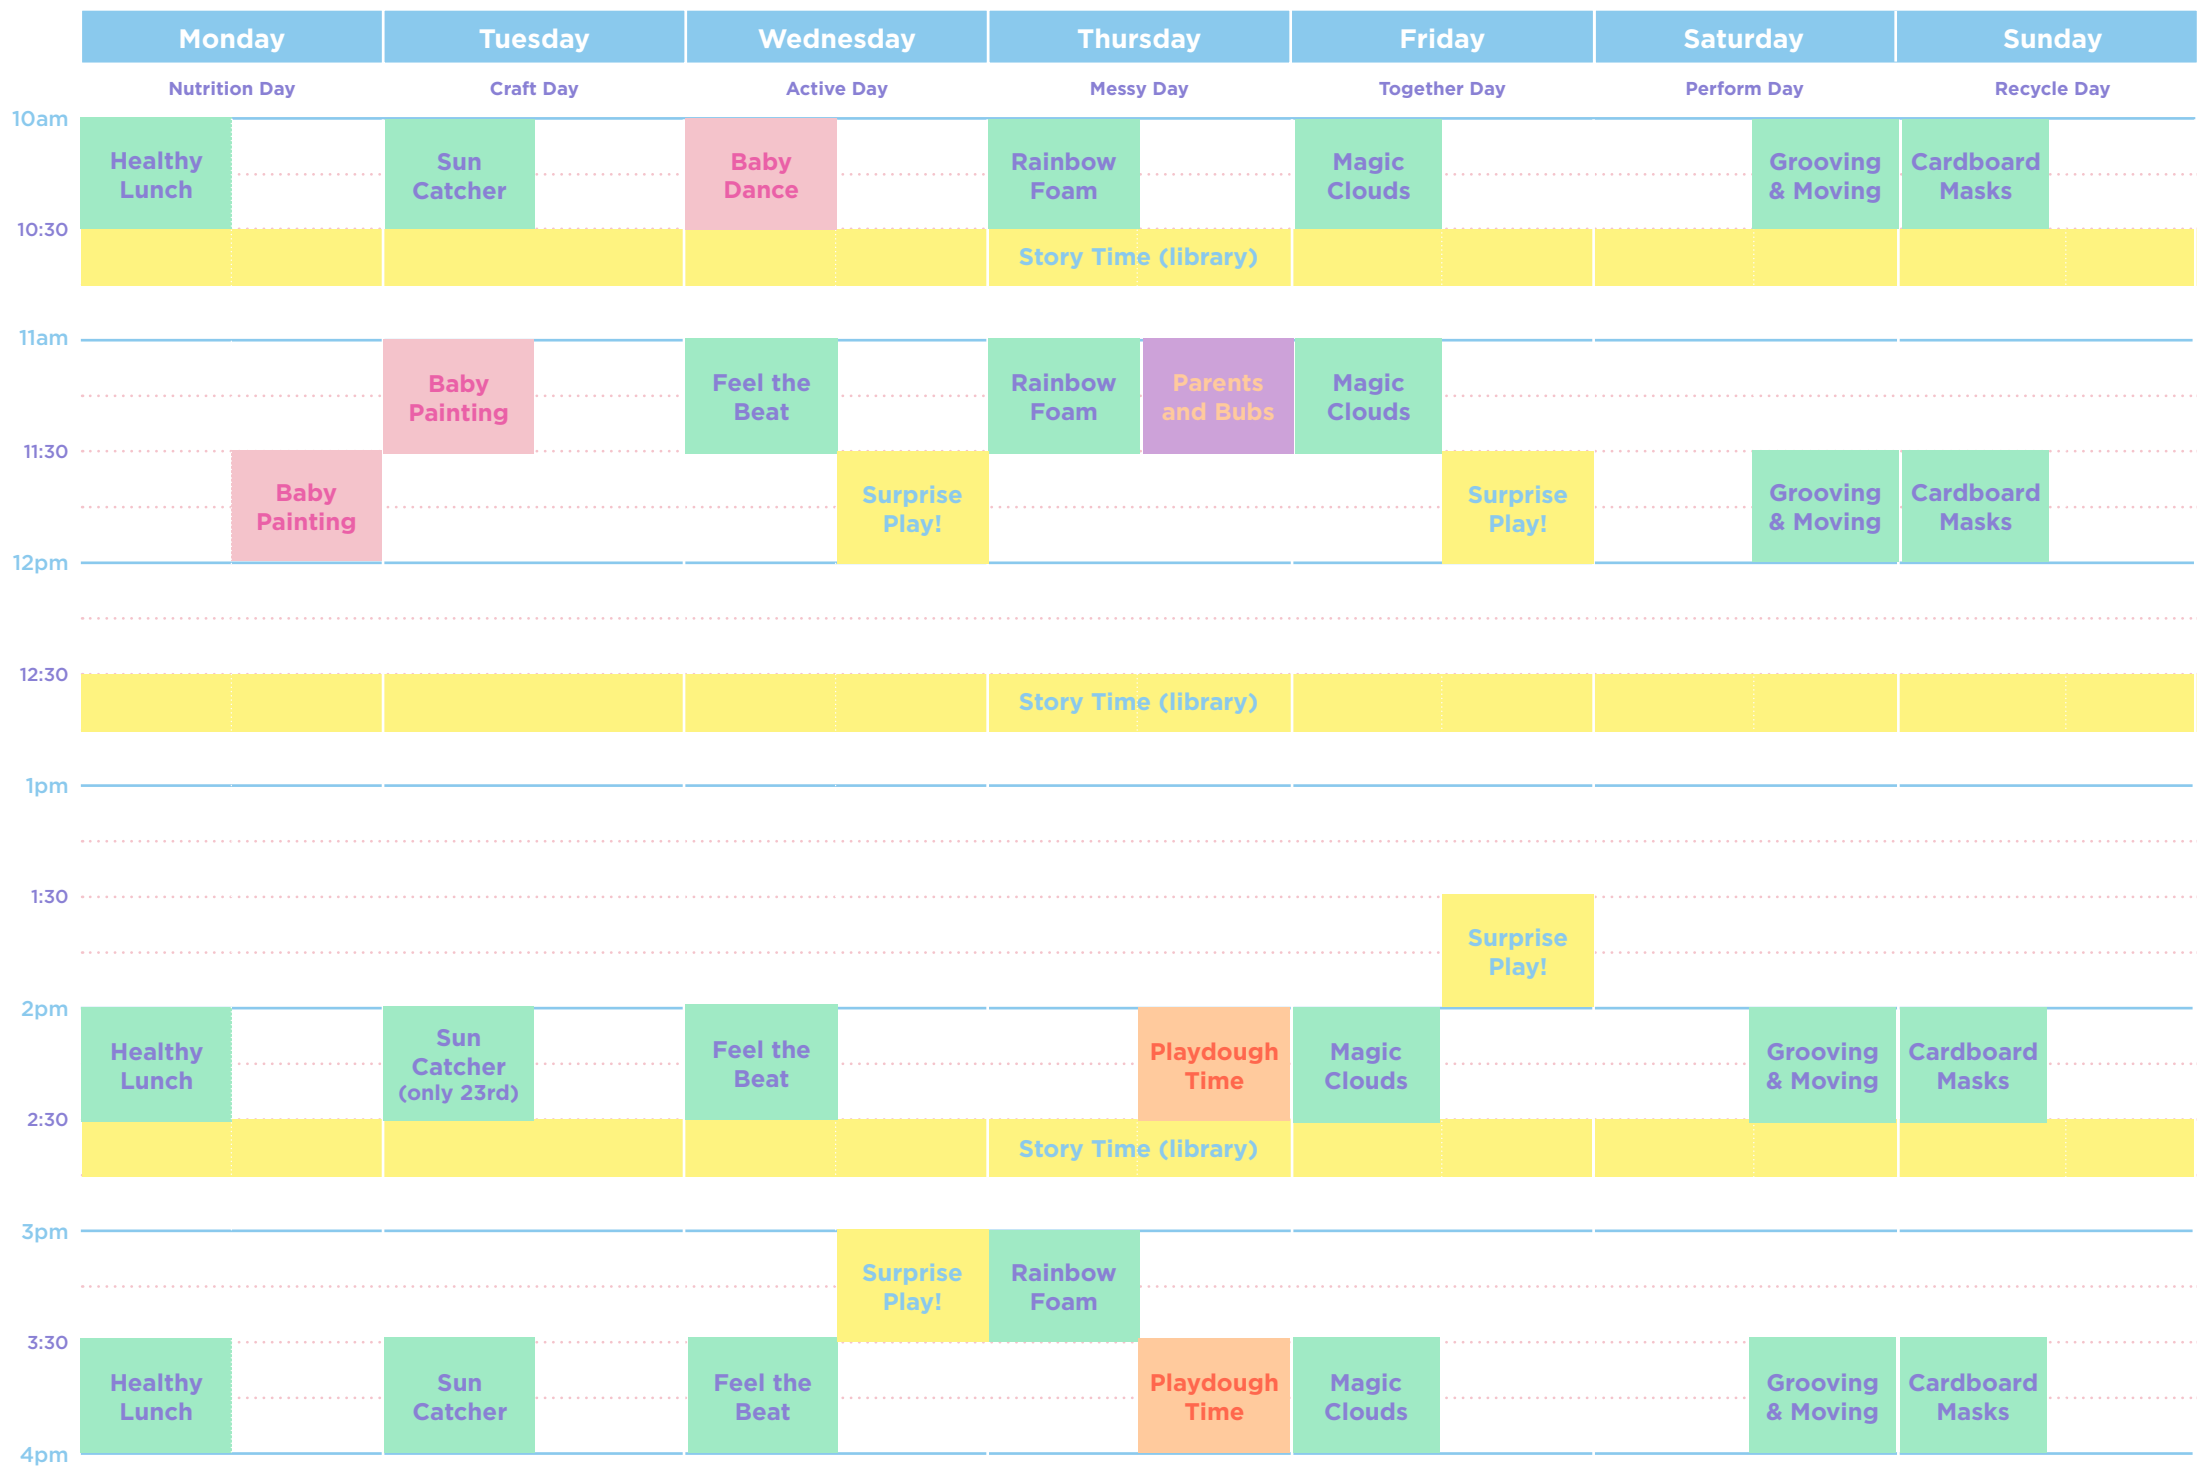 Monday Tuesday Wednesday Thursday Friday Saturday Sunday
Nutrition Day Craft Day Active Day Messy Day Together Day Perform Day Recycle Day
10am
Healthy Sun Baby Rainbow Magic Grooving Cardboard
Lunch Catcher Dance Foam Clouds & Moving Masks
10:30
Story Time (library)
11am
Baby Feel the Rainbow Parents Magic
Painting Beat Foam and Bubs Clouds
11:30
Baby Surprise Surprise Grooving Cardboard
Painting Play! Play! & Moving Masks
12pm
12:30
Story Time (library)
1pm
1:30
Surprise
Play!
2pm
Healthy Sun Feel the Playdough Magic Grooving Cardboard
Lunch Catcher Beat Time Clouds & Moving Masks
(only 23rd)
2:30
Story Time (library)
3pm
Surprise Rainbow
Play! Foam
3:30
Healthy Sun Feel the Playdough Magic Grooving Cardboard
Lunch Catcher Beat Time Clouds & Moving Masks
4pm